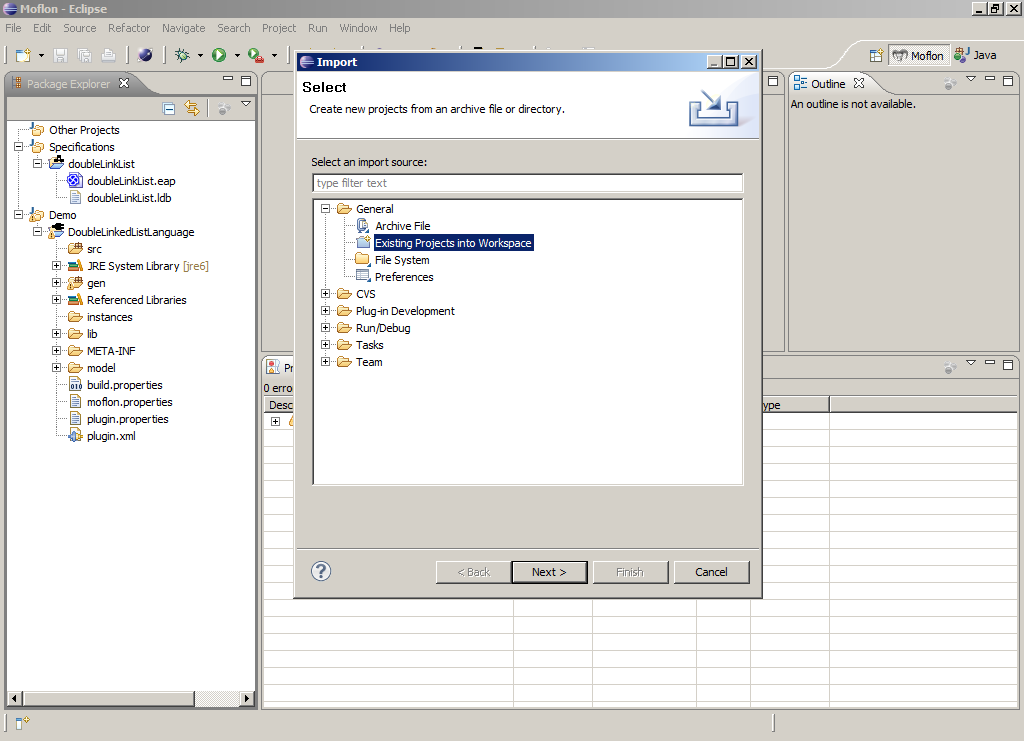 Moflon - Eclipse
File Edit Source Refactor Navigate Search Project Run Window Help
Moflon Java
Package Explorer
Other Projects
Specifications
doubleLinkList
doubleLinkList.eap
doubleLinkList.ldb
Demo
DoubleLinkedListLanguage
src
JRE System Library [jre6]
gen
Referenced Libraries
instances
lib
META-INF
model
build.properties
moflon.properties
plugin.properties
plugin.xml
Import
Select
Create new projects from an archive file or directory.
Select an import source:
type filter text
General
Archive File
Existing Projects into Workspace
File System
Preferences
CVS
Plug-in Development
Run/Debug
Tasks
Team
? < Back Next > Finish Cancel
Outline
An outline is not available.
Pr
0 erro
Desc ype